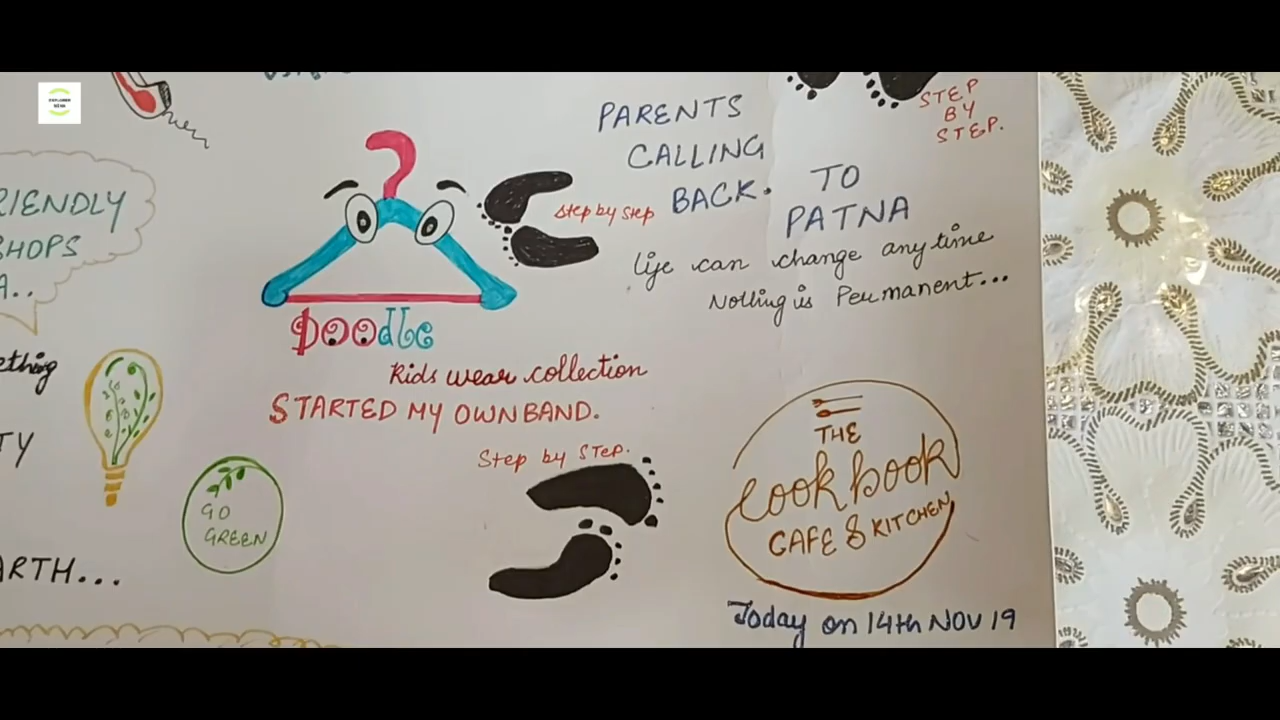 EXPLORER
PARENTS
CALLING
BACK.
TO
PATNA
STEP
BY
STEP.
Step by Step
Life can change any time
Nothing is Permanent...
RIENDLY
SHOPS
A..
ething
TY
GO
GREEN
ARTH...
Doodle
Kids wear collection
STARTED MY OWN BAND.
Step by STEP.
THE
Cookbook
CAFE & KITCHEN
Today on 14th NOV 19